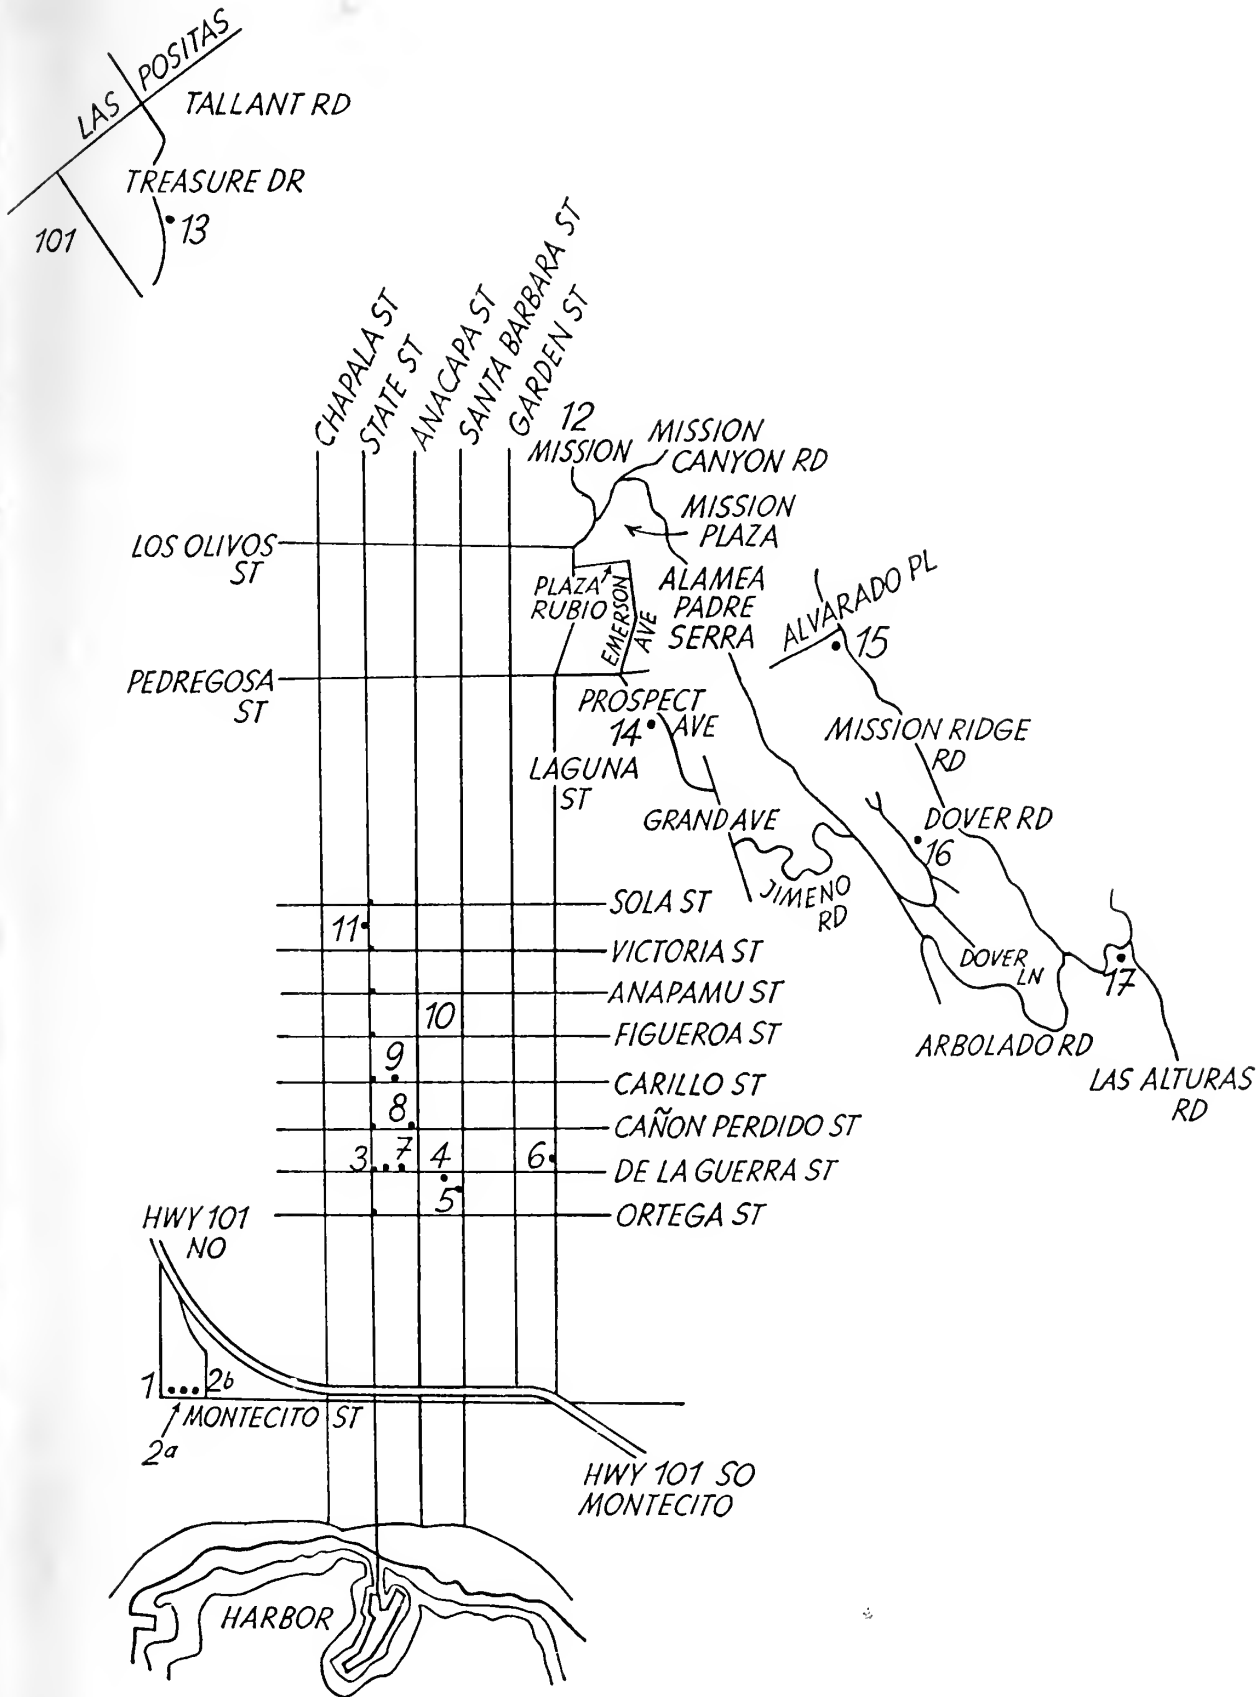 LAS POSITAS
TALLANT RD
TREASURE DR
13
101
CHAPALA ST
STATE ST
ANACAPA ST
SANTA BARBARA ST
GARDEN ST
12
MISSION
MISSION
CANYON RD
MISSION
PLAZA
LOS OLIVOS
ST
PLAZA
RUBIO
EMERSON
AVE
ALAMEA
PADRE
SERRA
ALVARADO PL
15
PEDREGOSA
ST
PROSPECT
AVE
14
MISSION RIDGE
RD
LAGUNA
ST
GRAND AVE
DOVER RD
16
JIMENO
RD
SOLA ST
11
VICTORIA ST
DOVER
LN
17
ANAPAMU ST
10
FIGUEROA ST
ARBOLADO RD
9
CARILLO ST
LAS ALTURAS
RD
8
CAÑON PERDIDO ST
3
7
4
6
DE LA GUERRA ST
5
ORTEGA ST
HWY 101
NO
1
2b
MONTECITO ST
2a
HWY 101 SO
MONTECITO
HARBOR